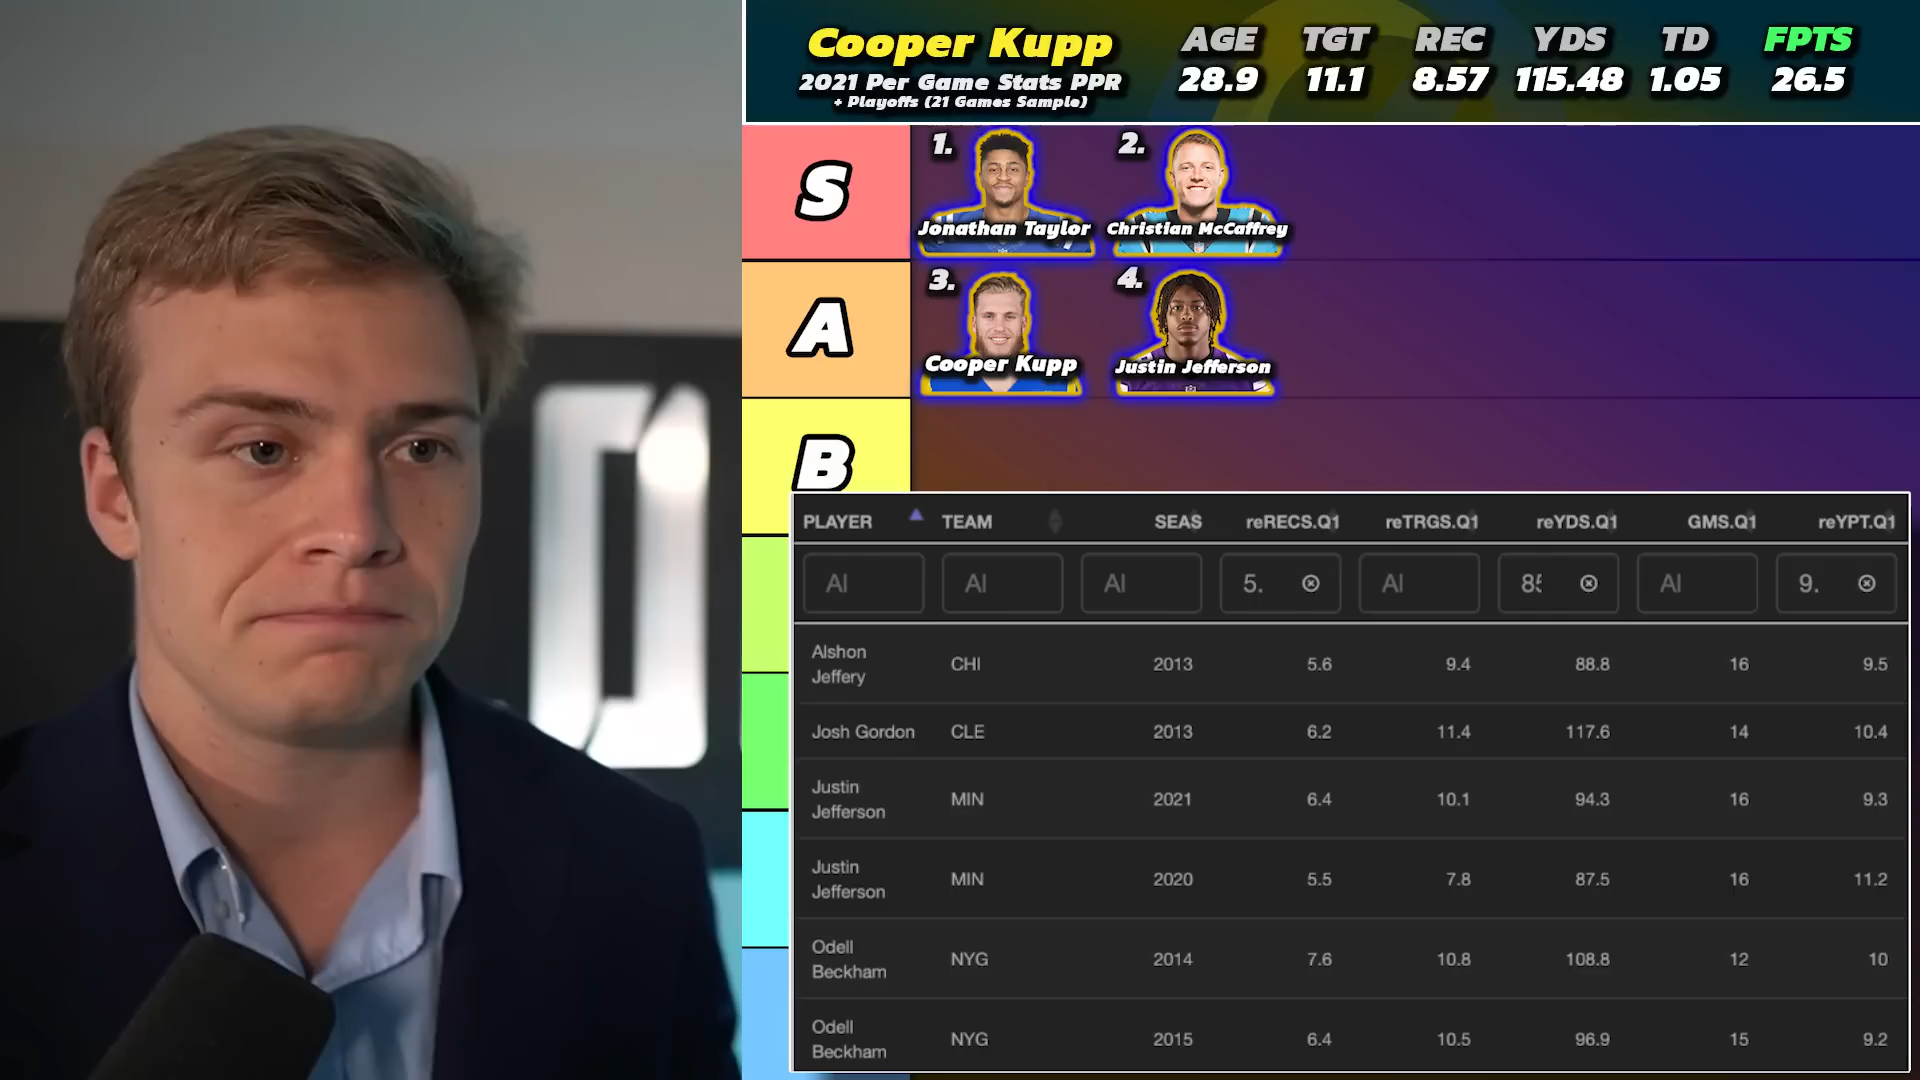 Cooper Kupp
2021 Per Game Stats PPR
+ Playoffs (21 Games Sample)
AGE TGT REC YDS TD FPTS
28.9 11.1 8.57 115.48 1.05 26.5
S
1. 2.
Jonathan Taylor Christian McCaffrey
A
3. 4.
Cooper Kupp Justin Jefferson
B
PLAYER TEAM SEAS reRECS.Q1 reTRGS.Q1 reYDS.Q1 GMS.Q1 reYPT.Q1
Al Al Al 5. Al 85 Al 9.
Alshon
Jeffery CHI 2013 5.6 9.4 88.8 16 9.5
Josh Gordon CLE 2013 6.2 11.4 117.6 14 10.4
Justin
Jefferson MIN 2021 6.4 10.1 94.3 16 9.3
Justin
Jefferson MIN 2020 5.5 7.8 87.5 16 11.2
Odell
Beckham NYG 2014 7.6 10.8 108.8 12 10
Odell
Beckham NYG 2015 6.4 10.5 96.9 15 9.2